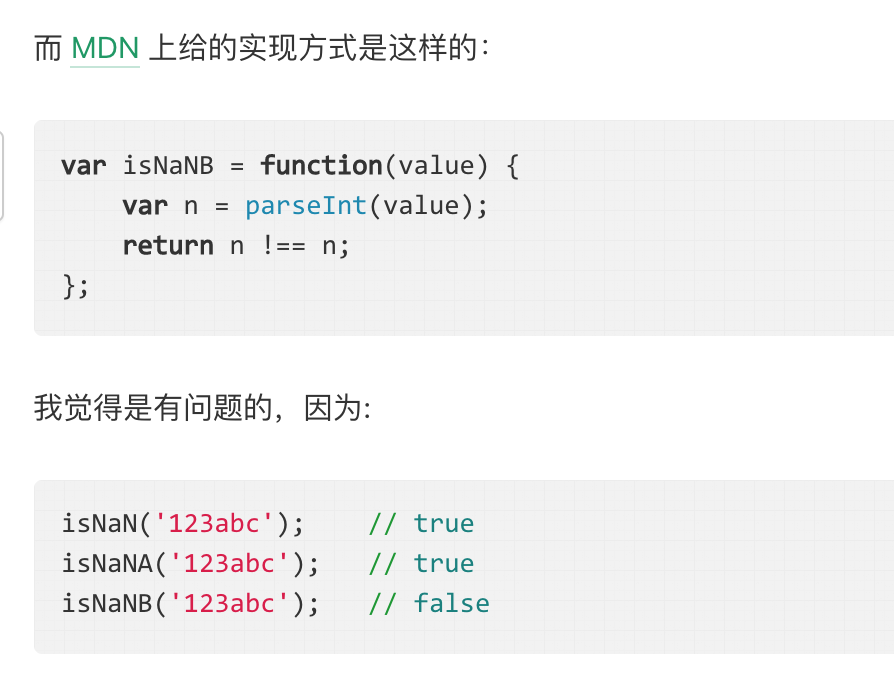 而 MDN 上给的实现方式是这样的：
var isNaNB = function(value) {
    var n = parseInt(value);
    return n !== n;
};
我觉得是有问题的，因为:
isNaN('123abc');    // true
isNaNA('123abc');   // true
isNaNB('123abc');   // false